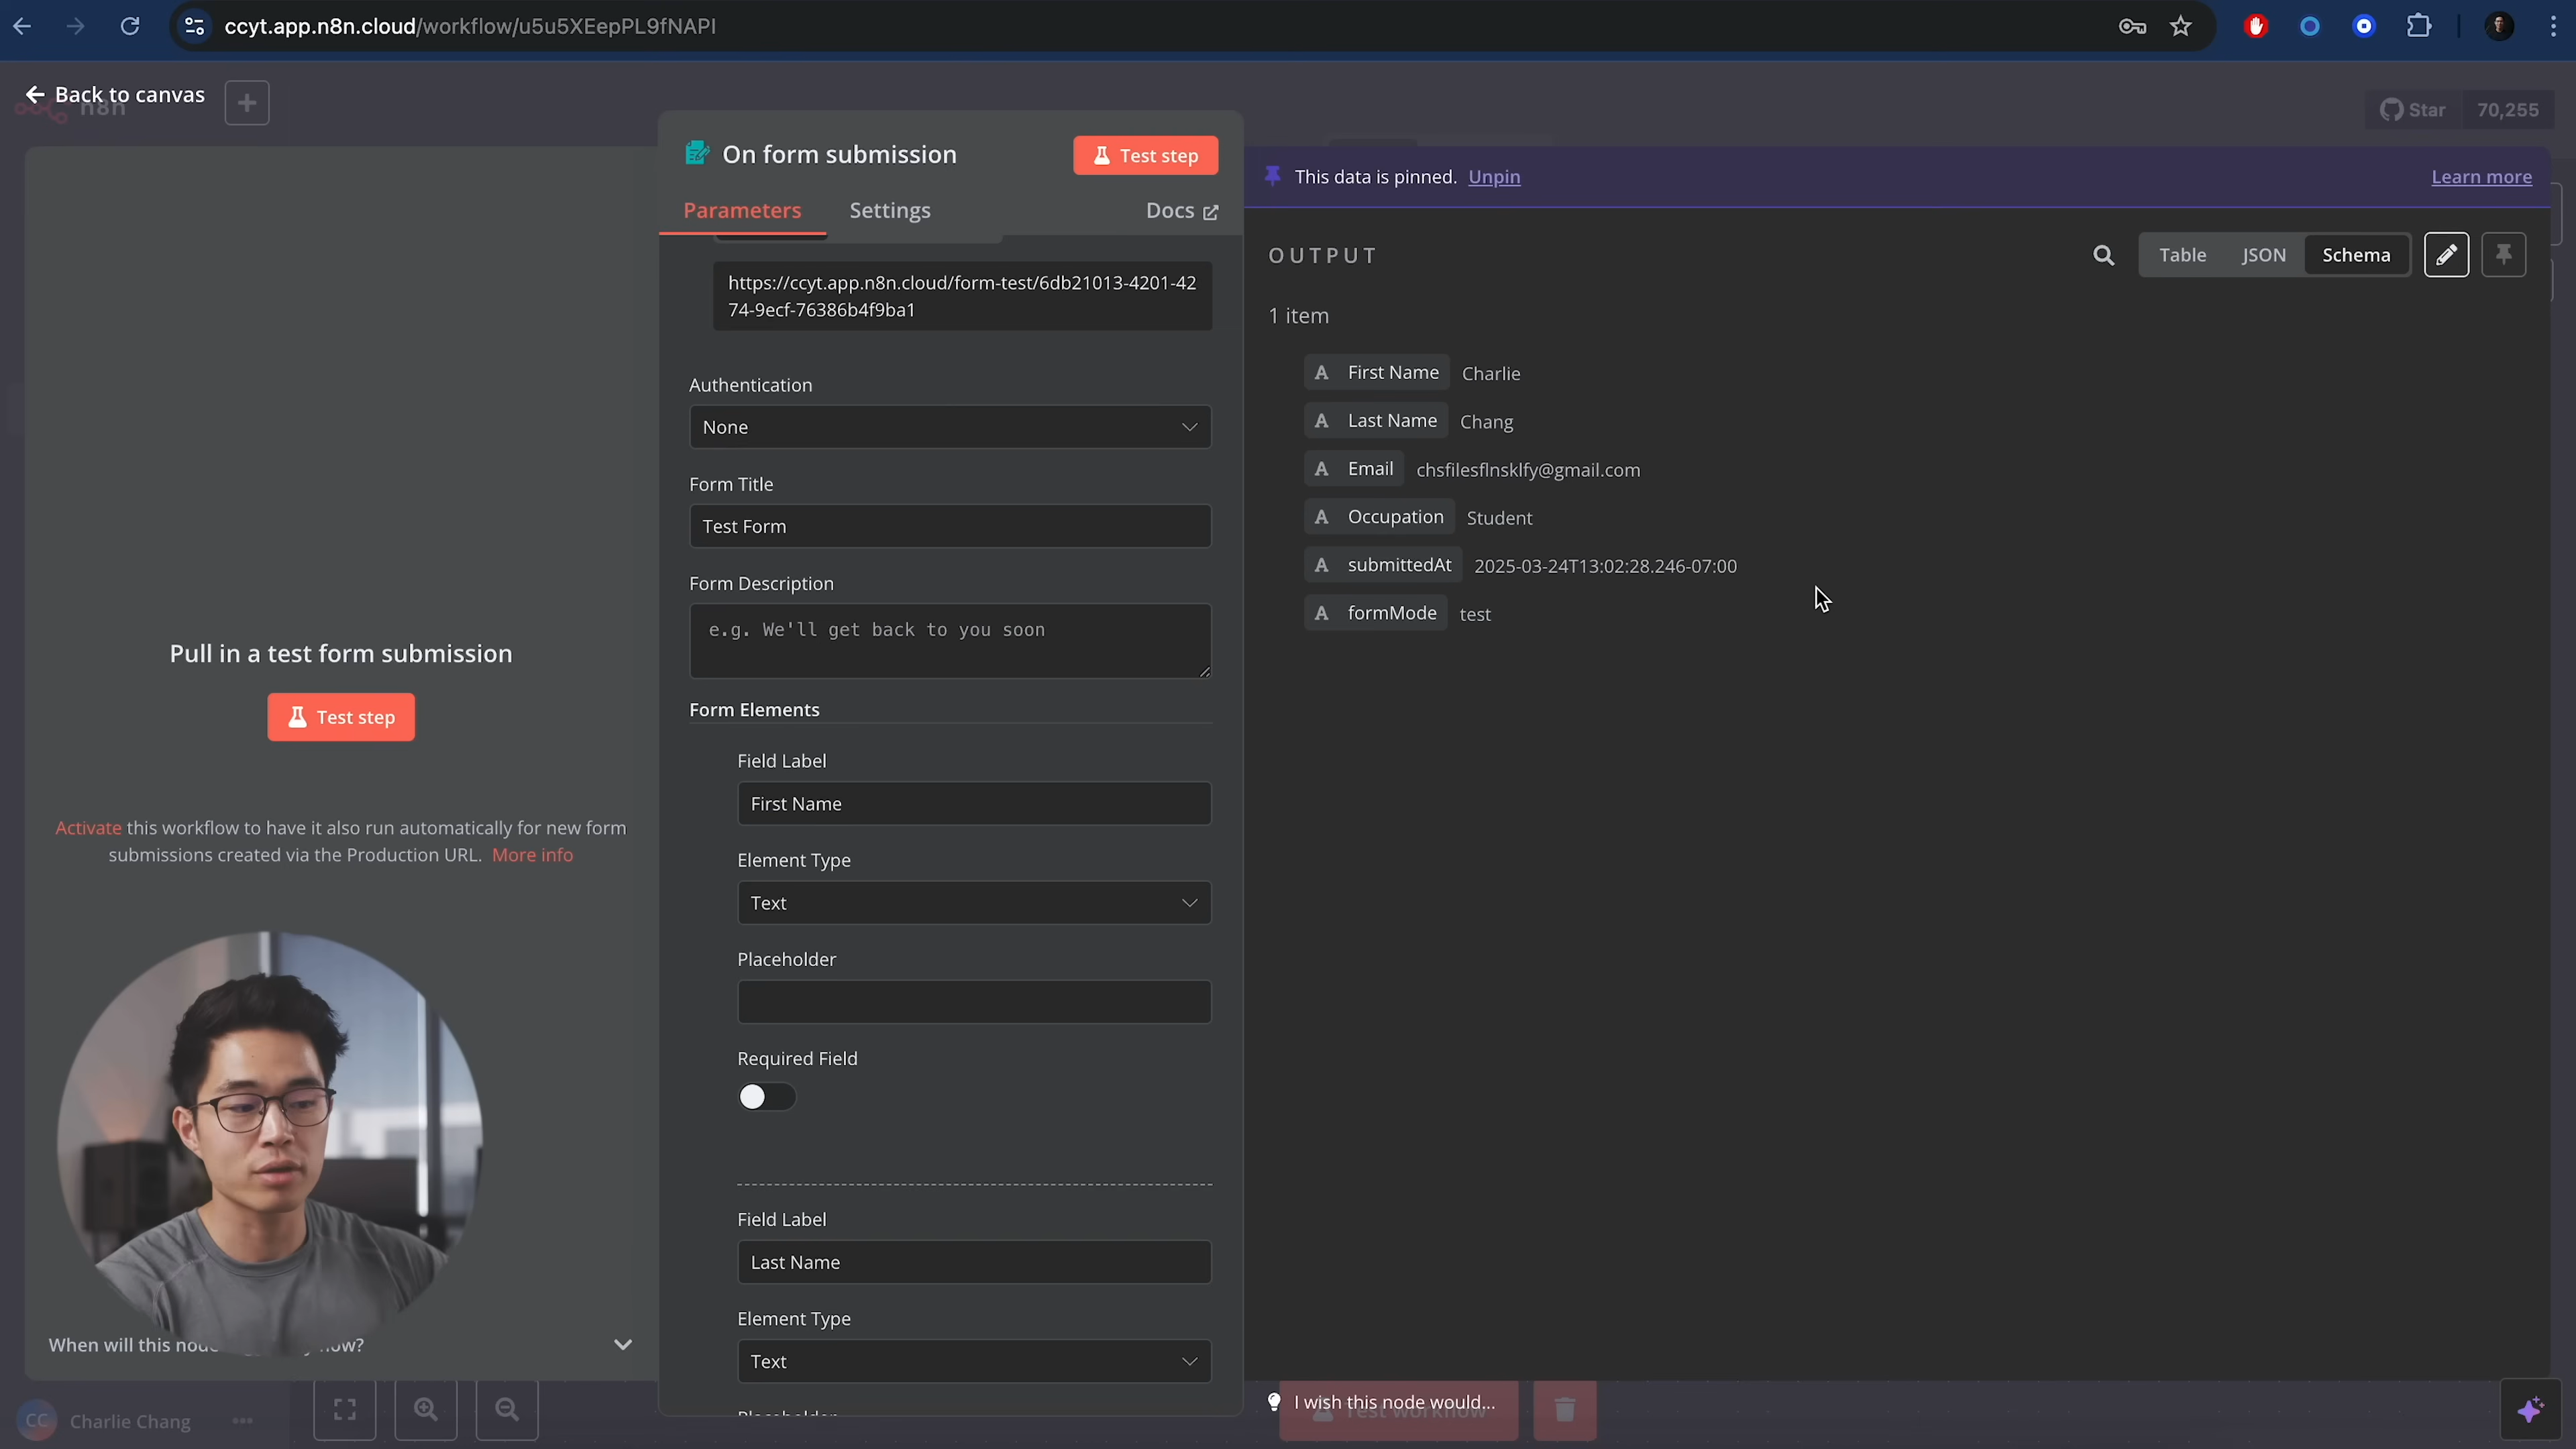 ccyt.app.n8n.cloud/workflow/u5u5XEepPL9fNAPI
Back to canvas
n8n
Star 70,255
On form submission
Test step
Parameters
Settings
Docs
https://ccyt.app.n8n.cloud/form-test/6db21013-4201-42
74-9ecf-76386b4f9ba1
Authentication
None
Form Title
Test Form
Form Description
e.g. We'll get back to you soon
Form Elements
Field Label
First Name
Element Type
Text
Placeholder
Required Field
Field Label
Last Name
Element Type
Text
Pull in a test form submission
Test step
Activate this workflow to have it also run automatically for new form
submissions created via the Production URL. More info
When will this
CC Charlie Chang
This data is pinned. Unpin
Learn more
OUTPUT
Table JSON Schema
1 item
A First Name Charlie
A Last Name Chang
A Email chsfilesflnsklfy@gmail.com
A Occupation Student
A submittedAt 2025-03-24T13:02:28.246-07:00
A formMode test
I wish this node would...
Test workflow